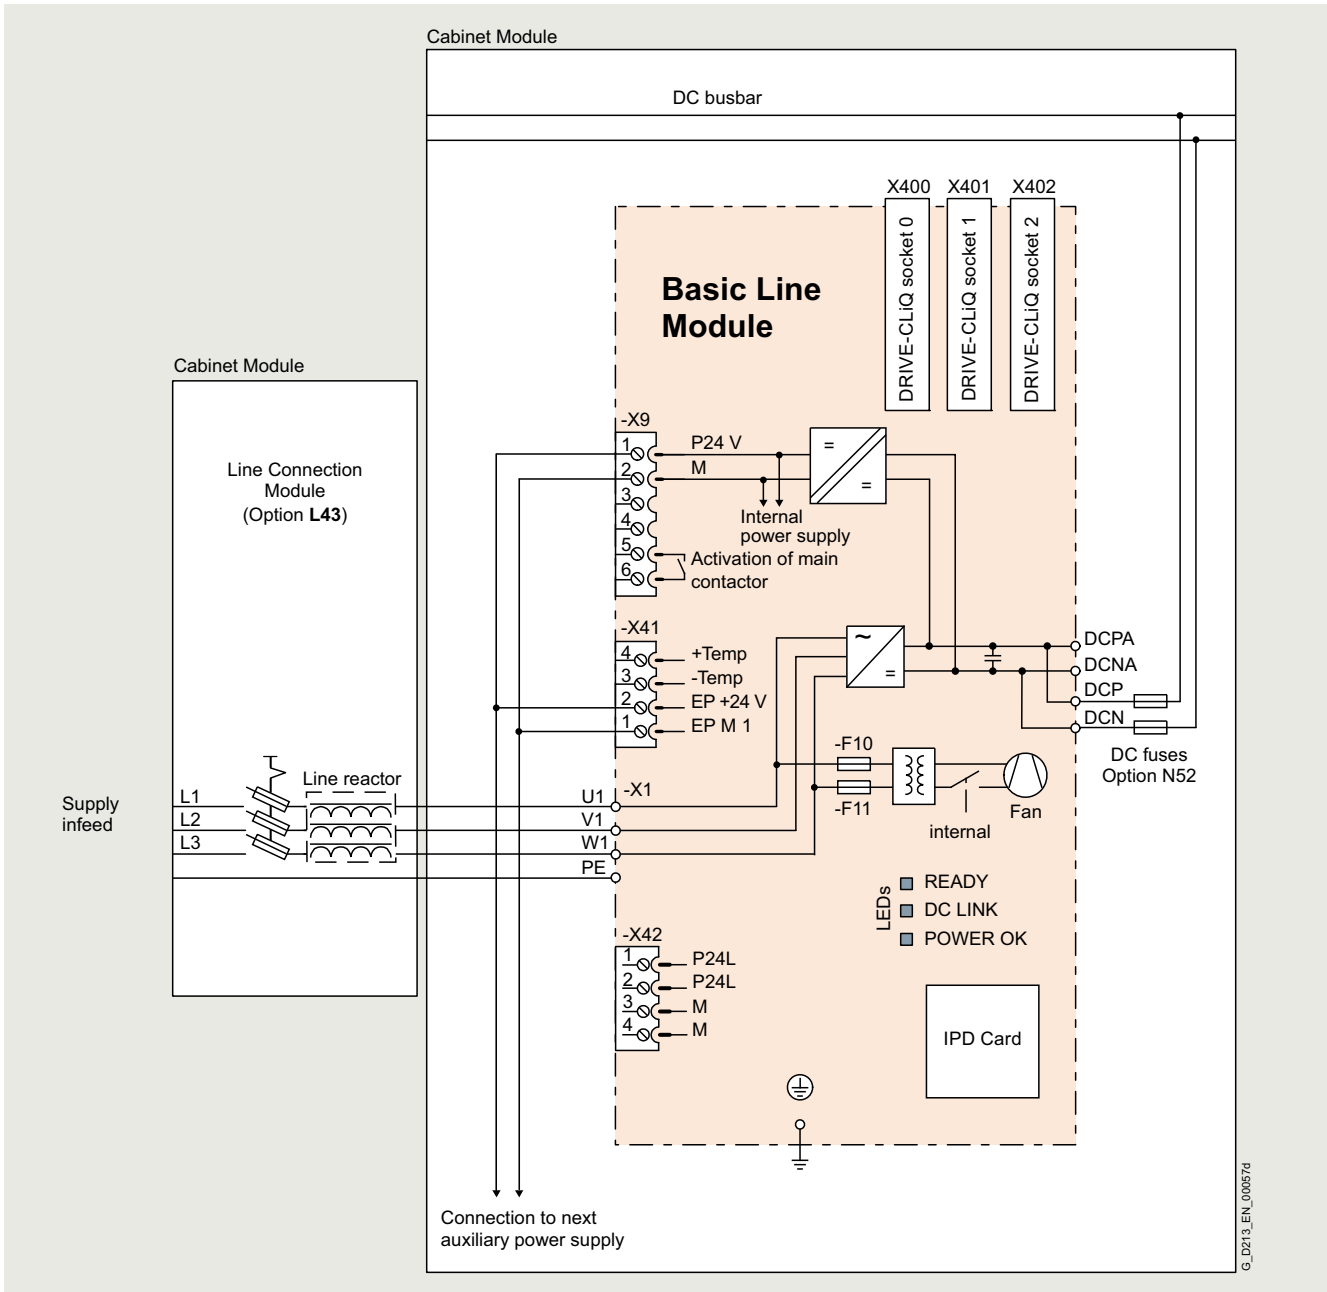 Cabinet Module
DC busbar
X400 X401 X402
DRIVE-CLiQ socket 0
DRIVE-CLiQ socket 1
DRIVE-CLiQ socket 2
Basic Line
Module
Cabinet Module
Line Connection
Module
(Option L43)
-X9
1 P24 V
2 M
3
4
5
6
=
=
Internal
power supply
Activation of main
contactor
-X41
4 +Temp
3 -Temp
2 EP +24 V
1 EP M 1
~
=
DCPA
DCNA
DCP
DCN
DC fuses
Option N52
-F10
-F11
Fan
internal
Line reactor
Supply
infeed
L1
L2
L3
-X1
U1
V1
W1
PE
LEDs
READY
DC LINK
POWER OK
-X42
1 P24L
2 P24L
3 M
4 M
IPD Card
Connection to next
auxiliary power supply
G_D213_EN_00057d